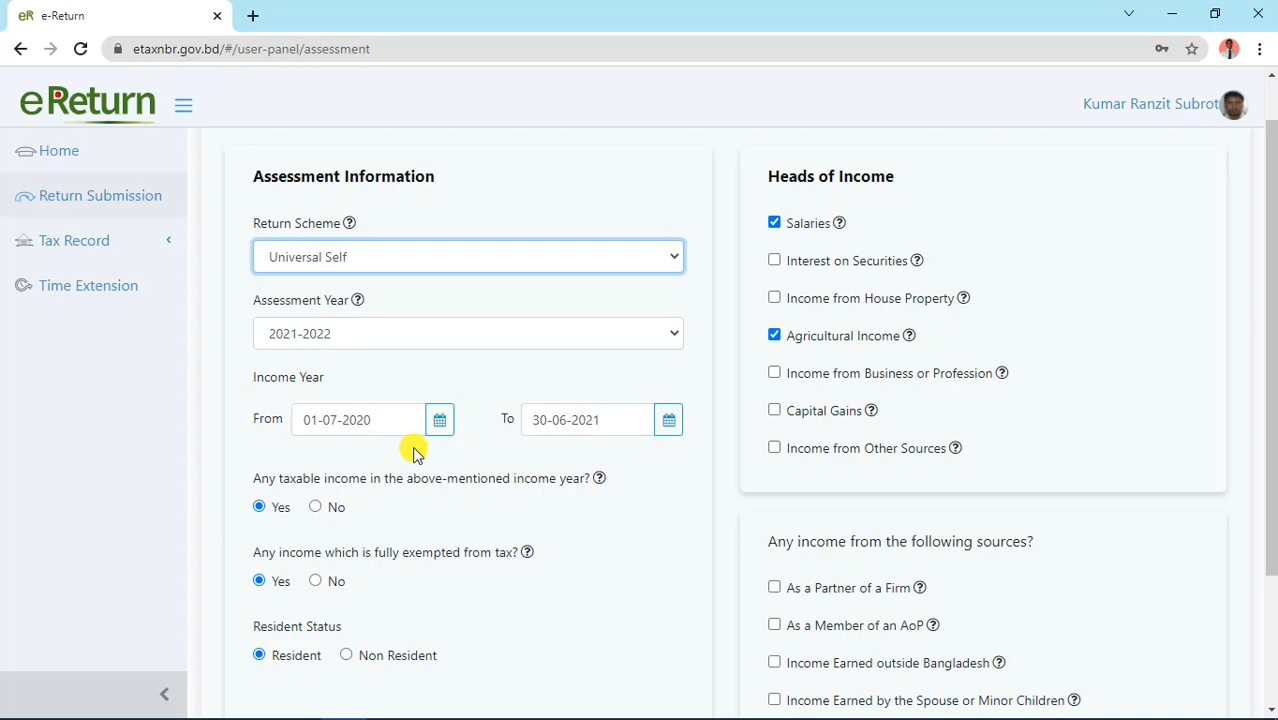 eR e-Return
etaxnbr.gov.bd/#/user-panel/assessment
eReturn
Kumar Ranzit Subrot
Home
Return Submission
Tax Record
Time Extension
Assessment Information
Return Scheme
Universal Self
Assessment Year
2021-2022
Income Year
From 01-07-2020 To 30-06-2021
Any taxable income in the above-mentioned income year?
Yes No
Any income which is fully exempted from tax?
Yes No
Resident Status
Resident Non Resident
Heads of Income
Salaries
Interest on Securities
Income from House Property
Agricultural Income
Income from Business or Profession
Capital Gains
Income from Other Sources
Any income from the following sources?
As a Partner of a Firm
As a Member of an AoP
Income Earned outside Bangladesh
Income Earned by the Spouse or Minor Children